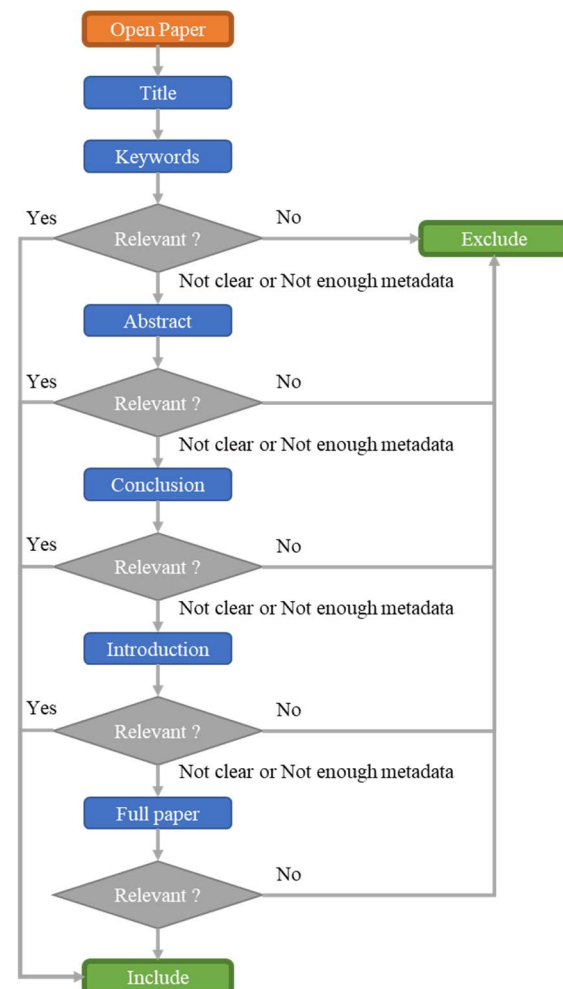 Open Paper
Title
Keywords
Yes
Relevant ?
No
Exclude
Not clear or Not enough metadata
Abstract
Yes
Relevant ?
No
Not clear or Not enough metadata
Conclusion
Yes
Relevant ?
No
Not clear or Not enough metadata
Introduction
Yes
Relevant ?
No
Not clear or Not enough metadata
Full paper
Relevant ?
No
Include